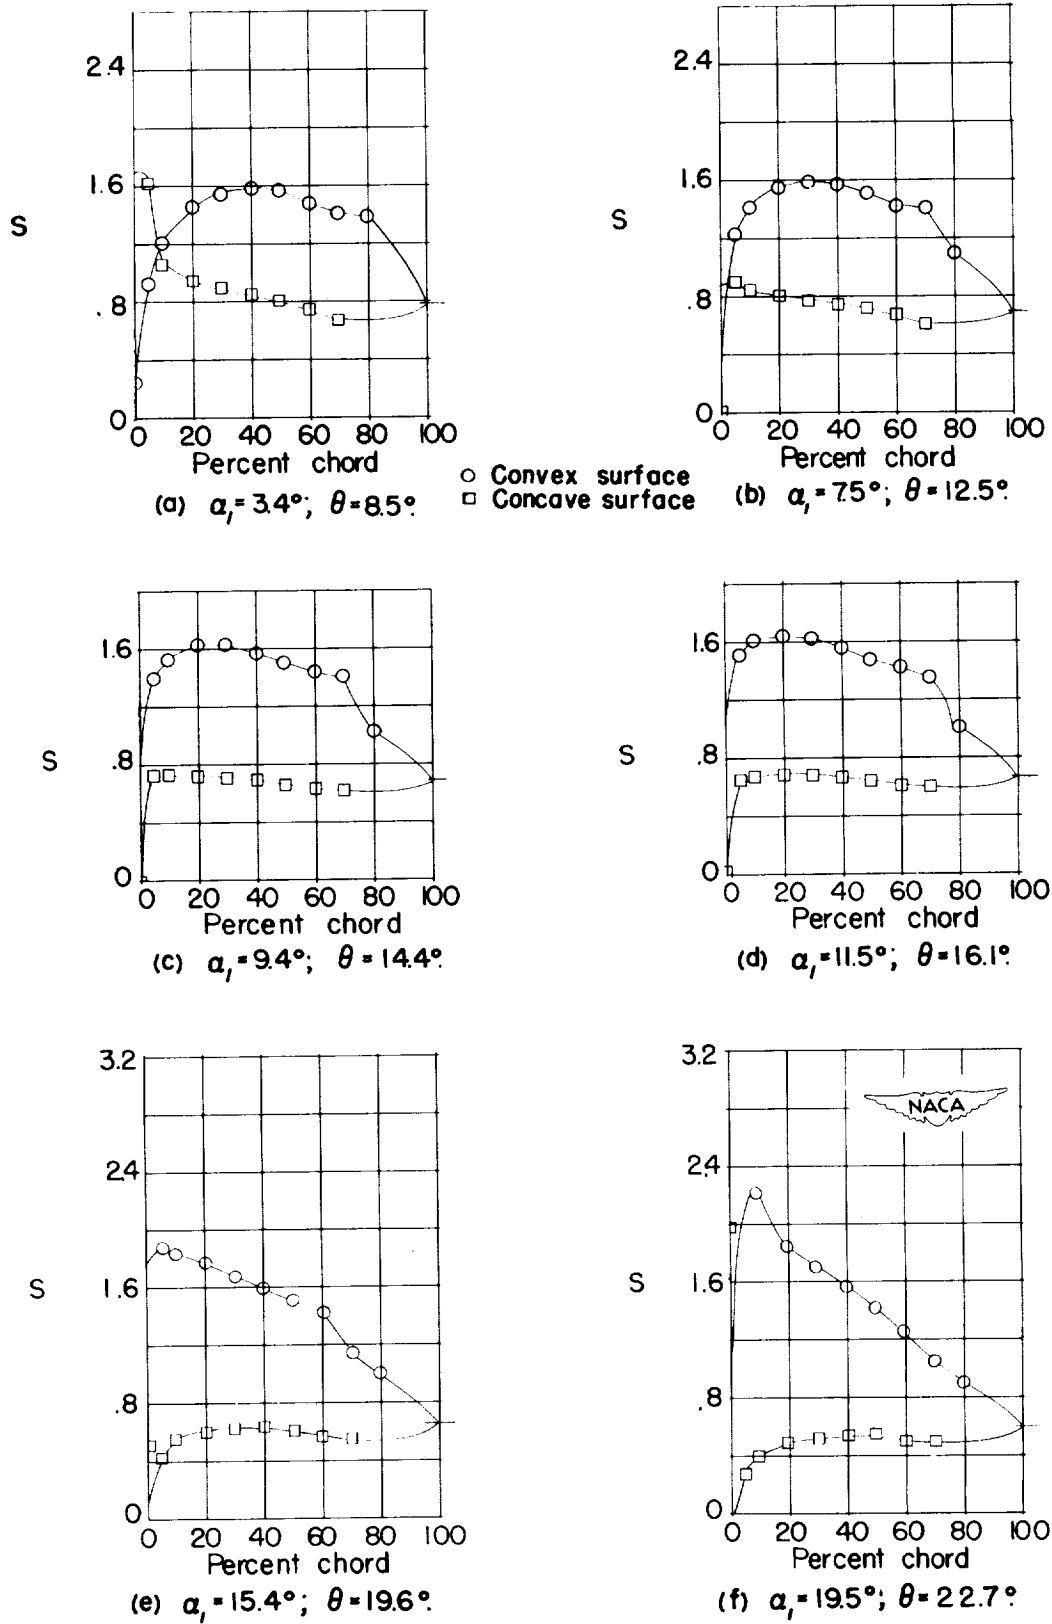 2.4
1.6
S
.8
0
0 20 40 60 80 100
Percent chord
(a) α₁ = 3.4°; θ = 8.5°.
2.4
1.6
S
.8
0
0 20 40 60 80 100
Percent chord
(b) α₁ = 7.5°; θ = 12.5°.
○ Convex surface
□ Concave surface
1.6
S
.8
0
0 20 40 60 80 100
Percent chord
(c) α₁ = 9.4°; θ = 14.4°.
1.6
S
.8
0
0 20 40 60 80 100
Percent chord
(d) α₁ = 11.5°; θ = 16.1°.
3.2
2.4
1.6
S
.8
0
0 20 40 60 80 100
Percent chord
(e) α₁ = 15.4°; θ = 19.6°.
3.2
NACA
2.4
1.6
S
.8
0
0 20 40 60 80 100
Percent chord
(f) α₁ = 19.5°; θ = 22.7°.